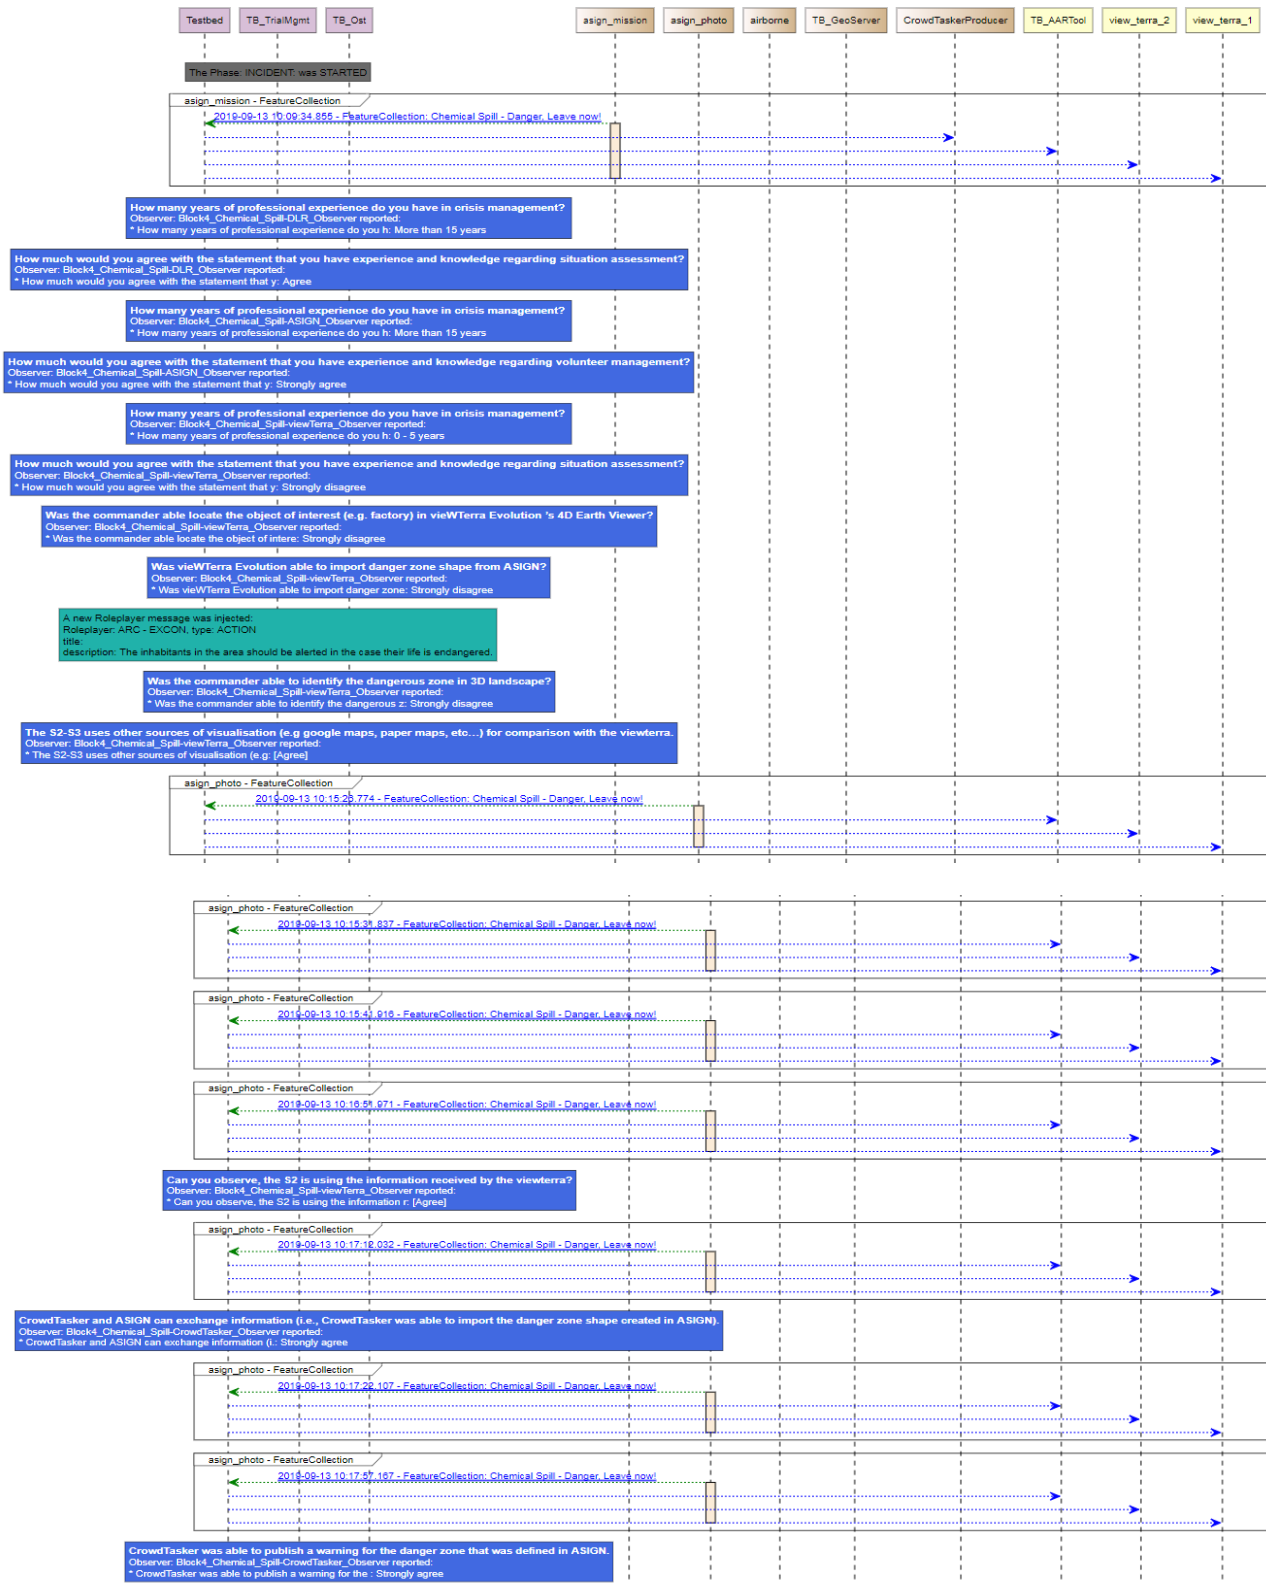 Testbed
TB_TrialMgmt
TB_Ost
asign_mission
asign_photo
airborne
TB_GeoServer
CrowdTaskerProducer
TB_AARTool
view_terra_2
view_terra_1
The Phase: INCIDENT: was STARTED
asign_mission - FeatureCollection
2019-09-13 10:09:34.855 - FeatureCollection: Chemical Spill - Danger, Leave now!
How many years of professional experience do you have in crisis management?
Observer: Block4_Chemical_Spill-DLR_Observer reported:
* How many years of professional experience do you h: More than 15 years
How much would you agree with the statement that you have experience and knowledge regarding situation assessment?
Observer: Block4_Chemical_Spill-DLR_Observer reported:
* How much would you agree with the statement that y: Agree
How many years of professional experience do you have in crisis management?
Observer: Block4_Chemical_Spill-ASIGN_Observer reported:
* How many years of professional experience do you h: More than 15 years
How much would you agree with the statement that you have experience and knowledge regarding volunteer management?
Observer: Block4_Chemical_Spill-ASIGN_Observer reported:
* How much would you agree with the statement that y: Strongly agree
How many years of professional experience do you have in crisis management?
Observer: Block4_Chemical_Spill-viewTerra_Observer reported:
* How many years of professional experience do you h: 0 - 5 years
How much would you agree with the statement that you have experience and knowledge regarding situation assessment?
Observer: Block4_Chemical_Spill-viewTerra_Observer reported:
* How much would you agree with the statement that y: Strongly disagree
Was the commander able locate the object of interest (e.g. factory) in vieWTerra Evolution 's 4D Earth Viewer?
Observer: Block4_Chemical_Spill-viewTerra_Observer reported:
* Was the commander able locate the object of intere: Strongly disagree
Was vieWTerra Evolution able to import danger zone shape from ASIGN?
Observer: Block4_Chemical_Spill-viewTerra_Observer reported:
* Was vieWTerra Evolution able to import danger zone: Strongly disagree
A new Roleplayer message was injected:
Roleplayer: ARC - EXCON, type: ACTION
title:
description: The inhabitants in the area should be alerted in the case their life is endangered.
Was the commander able to identify the dangerous zone in 3D landscape?
Observer: Block4_Chemical_Spill-viewTerra_Observer reported:
* Was the commander able to identify the dangerous z: Strongly disagree
The S2-S3 uses other sources of visualisation (e.g google maps, paper maps, etc...) for comparison with the viewterra.
Observer: Block4_Chemical_Spill-viewTerra_Observer reported:
* The S2-S3 uses other sources of visualisation (e.g: [Agree]
asign_photo - FeatureCollection
2019-09-13 10:15:26.774 - FeatureCollection: Chemical Spill - Danger, Leave now!
asign_photo - FeatureCollection
2019-09-13 10:15:31.837 - FeatureCollection: Chemical Spill - Danger, Leave now!
asign_photo - FeatureCollection
2019-09-13 10:15:41.916 - FeatureCollection: Chemical Spill - Danger, Leave now!
asign_photo - FeatureCollection
2019-09-13 10:16:51.971 - FeatureCollection: Chemical Spill - Danger, Leave now!
Can you observe, the S2 is using the information received by the viewterra?
Observer: Block4_Chemical_Spill-viewTerra_Observer reported:
* Can you observe, the S2 is using the information r: [Agree]
asign_photo - FeatureCollection
2019-09-13 10:17:12.032 - FeatureCollection: Chemical Spill - Danger, Leave now!
CrowdTasker and ASIGN can exchange information (i.e., CrowdTasker was able to import the danger zone shape created in ASIGN).
Observer: Block4_Chemical_Spill-CrowdTasker_Observer reported:
* CrowdTasker and ASIGN can exchange information (i.: Strongly agree
asign_photo - FeatureCollection
2019-09-13 10:17:22.107 - FeatureCollection: Chemical Spill - Danger, Leave now!
asign_photo - FeatureCollection
2019-09-13 10:17:57.167 - FeatureCollection: Chemical Spill - Danger, Leave now!
CrowdTasker was able to publish a warning for the danger zone that was defined in ASIGN.
Observer: Block4_Chemical_Spill-CrowdTasker_Observer reported:
* CrowdTasker was able to publish a warning for the : Strongly agree